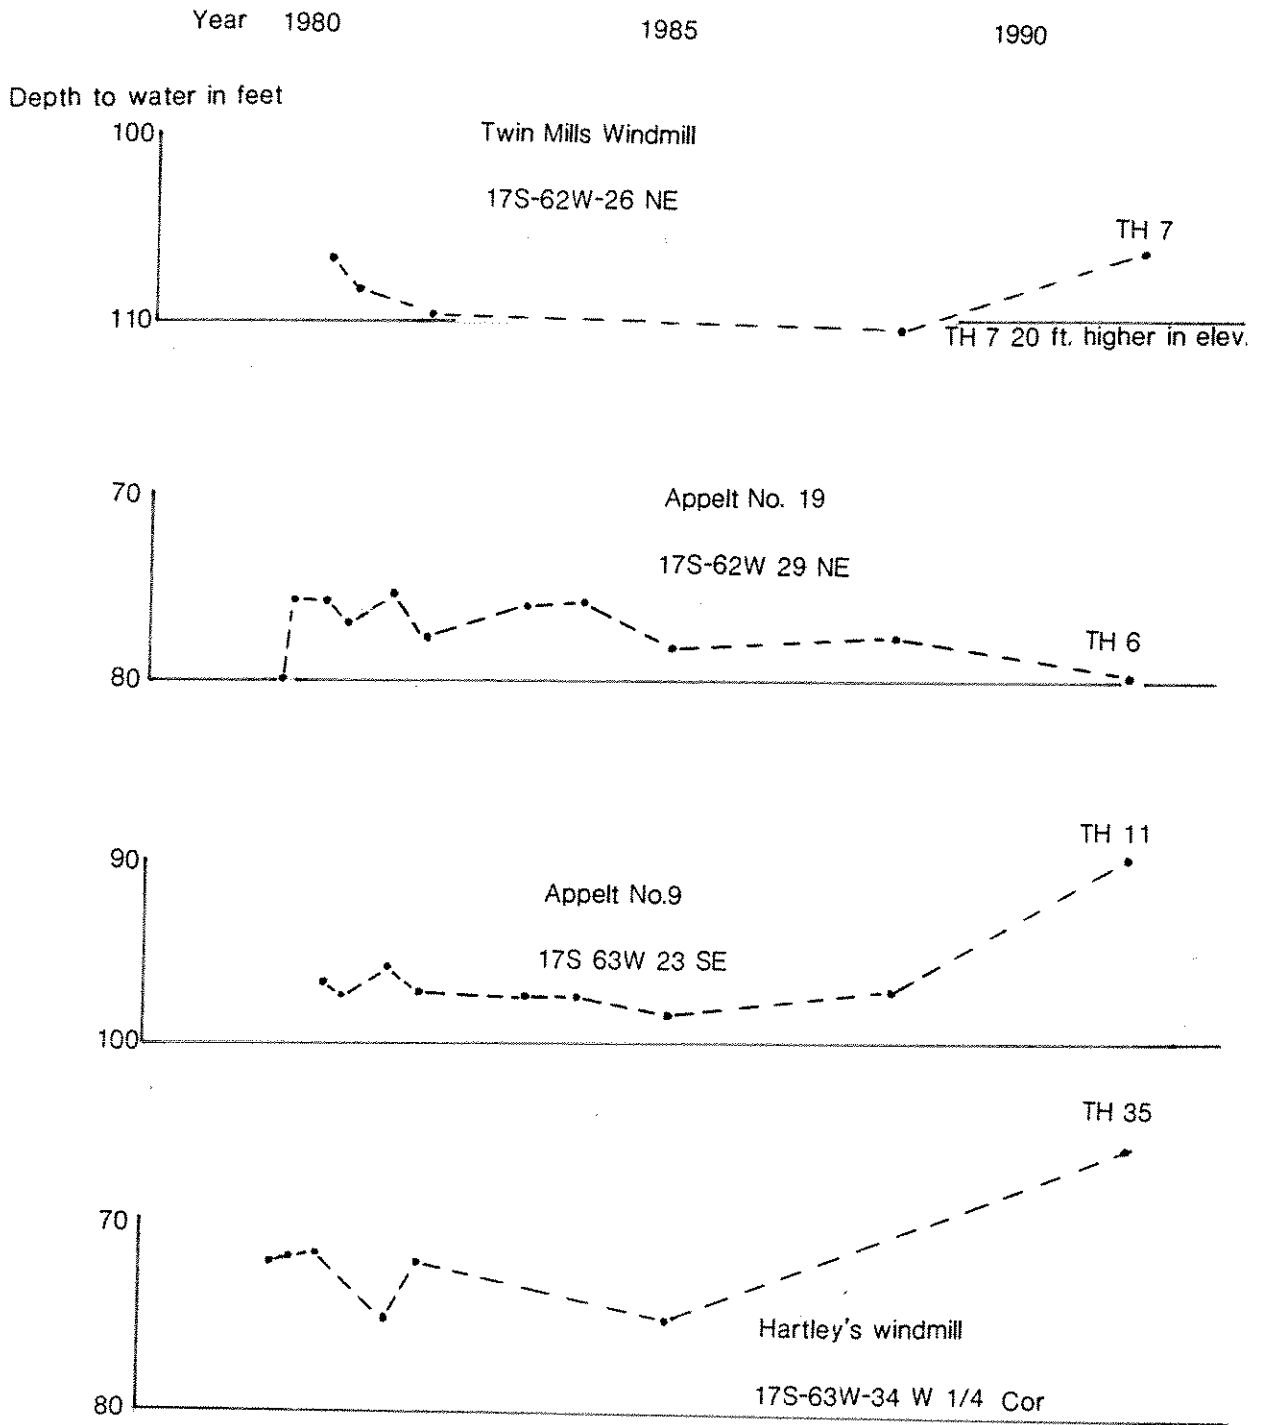 Year 1980 1985 1990
Depth to water in feet
100
Twin Mills Windmill
17S-62W-26 NE
TH 7
110
TH 7 20 ft. higher in elev.
70
Appelt No. 19
17S-62W 29 NE
TH 6
80
TH 11
90
Appelt No.9
17S 63W 23 SE
100
TH 35
70
Hartley's windmill
17S-63W-34 W 1/4 Cor
80